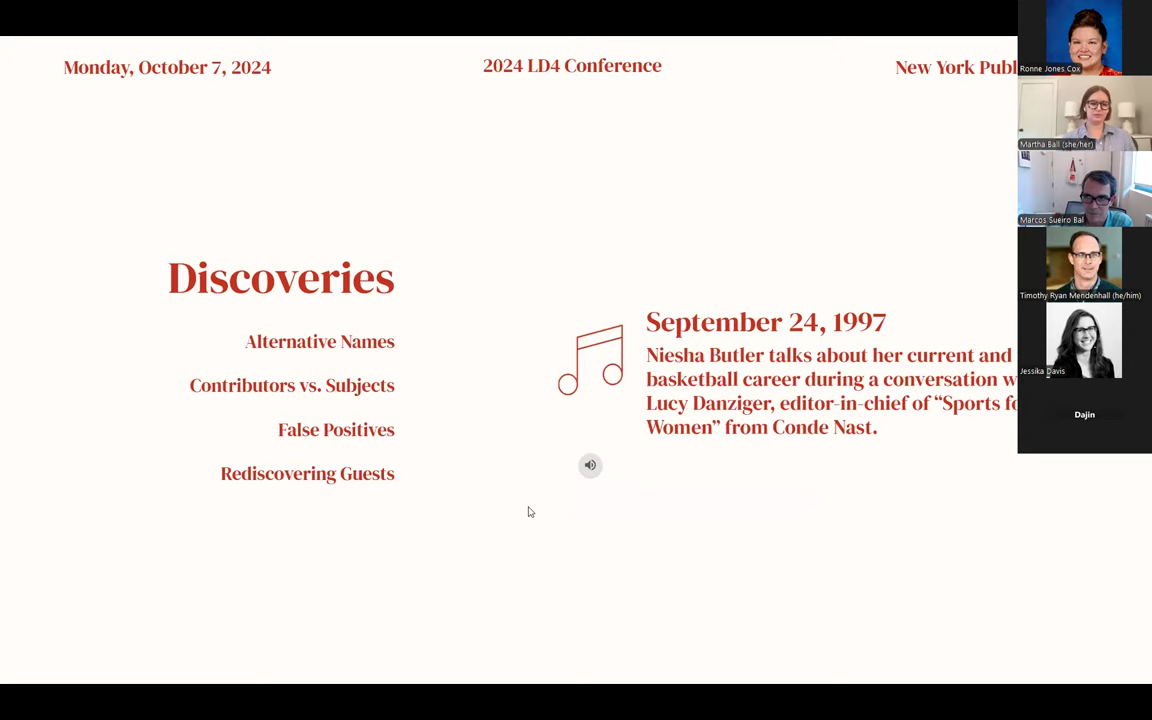 Monday, October 7, 2024
2024 LD4 Conference
New York Publ
Discoveries
Alternative Names
Contributors vs. Subjects
False Positives
Rediscovering Guests
September 24, 1997
Niesha Butler talks about her current and
basketball career during a conversation w
Lucy Danziger, editor-in-chief of “Sports fo
Women” from Conde Nast.
Ronne Jones Cox
Martha Ball (she/her)
Marcos Sueiro Bal
Timothy Ryan Mendenhall (he/him)
Jessika Davis
Dajin